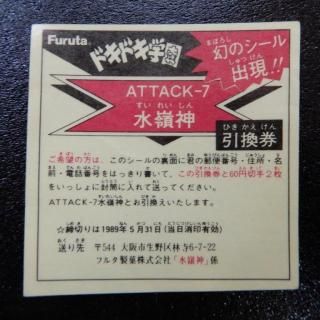 Furuta
ドキドキ学園
まぼろし
幻のシール
しゅつ げん
出現!!
ATTACK-7
すい れい しん
水嶺神
ひき かえ けん
引換券
ご希望の方は、このシールの裏面に君の郵便番号・住所・名
前・電話番号をはっきり書いて、この引換券と60円切手2枚
をいっしょに封筒に入れて送ってください。
ATTACK-7水嶺神とお引換えいたします。
☆締切りは1989年5月31日(当日消印有効)
送り先 〒544 大阪市生野区林寺6-7-22
フルタ製菓株式会社「水嶺神」係